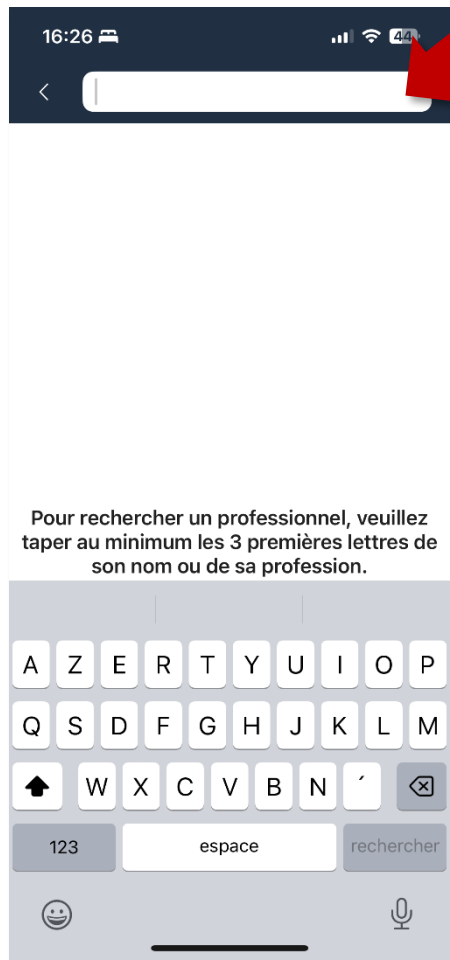 16:26
44
Pour rechercher un professionnel, veuillez
taper au minimum les 3 premières lettres de
son nom ou de sa profession.
A Z E R T Y U I O P
Q S D F G H J K L M
W X C V B N ´
123 espace rechercher